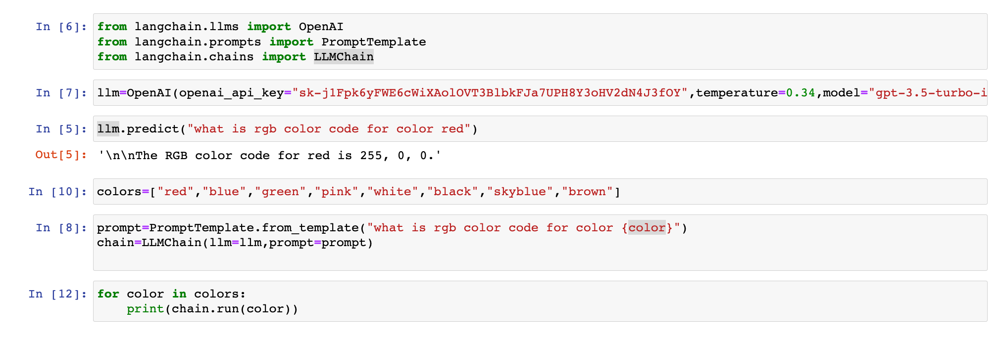 In [6]:
from langchain.llms import OpenAI
from langchain.prompts import PromptTemplate
from langchain.chains import LLMChain
In [7]:
llm=OpenAI(openai_api_key="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",temperature=0.34,model="gpt-3.5-turbo-i
In [5]:
llm.predict("what is rgb color code for color red")
Out[5]:
'\n\nThe RGB color code for red is 255, 0, 0.'
In [10]:
colors=["red","blue","green","pink","white","black","skyblue","brown"]
In [8]:
prompt=PromptTemplate.from_template("what is rgb color code for color {color}")
chain=LLMChain(llm=llm,prompt=prompt)
In [12]:
for color in colors:
    print(chain.run(color))